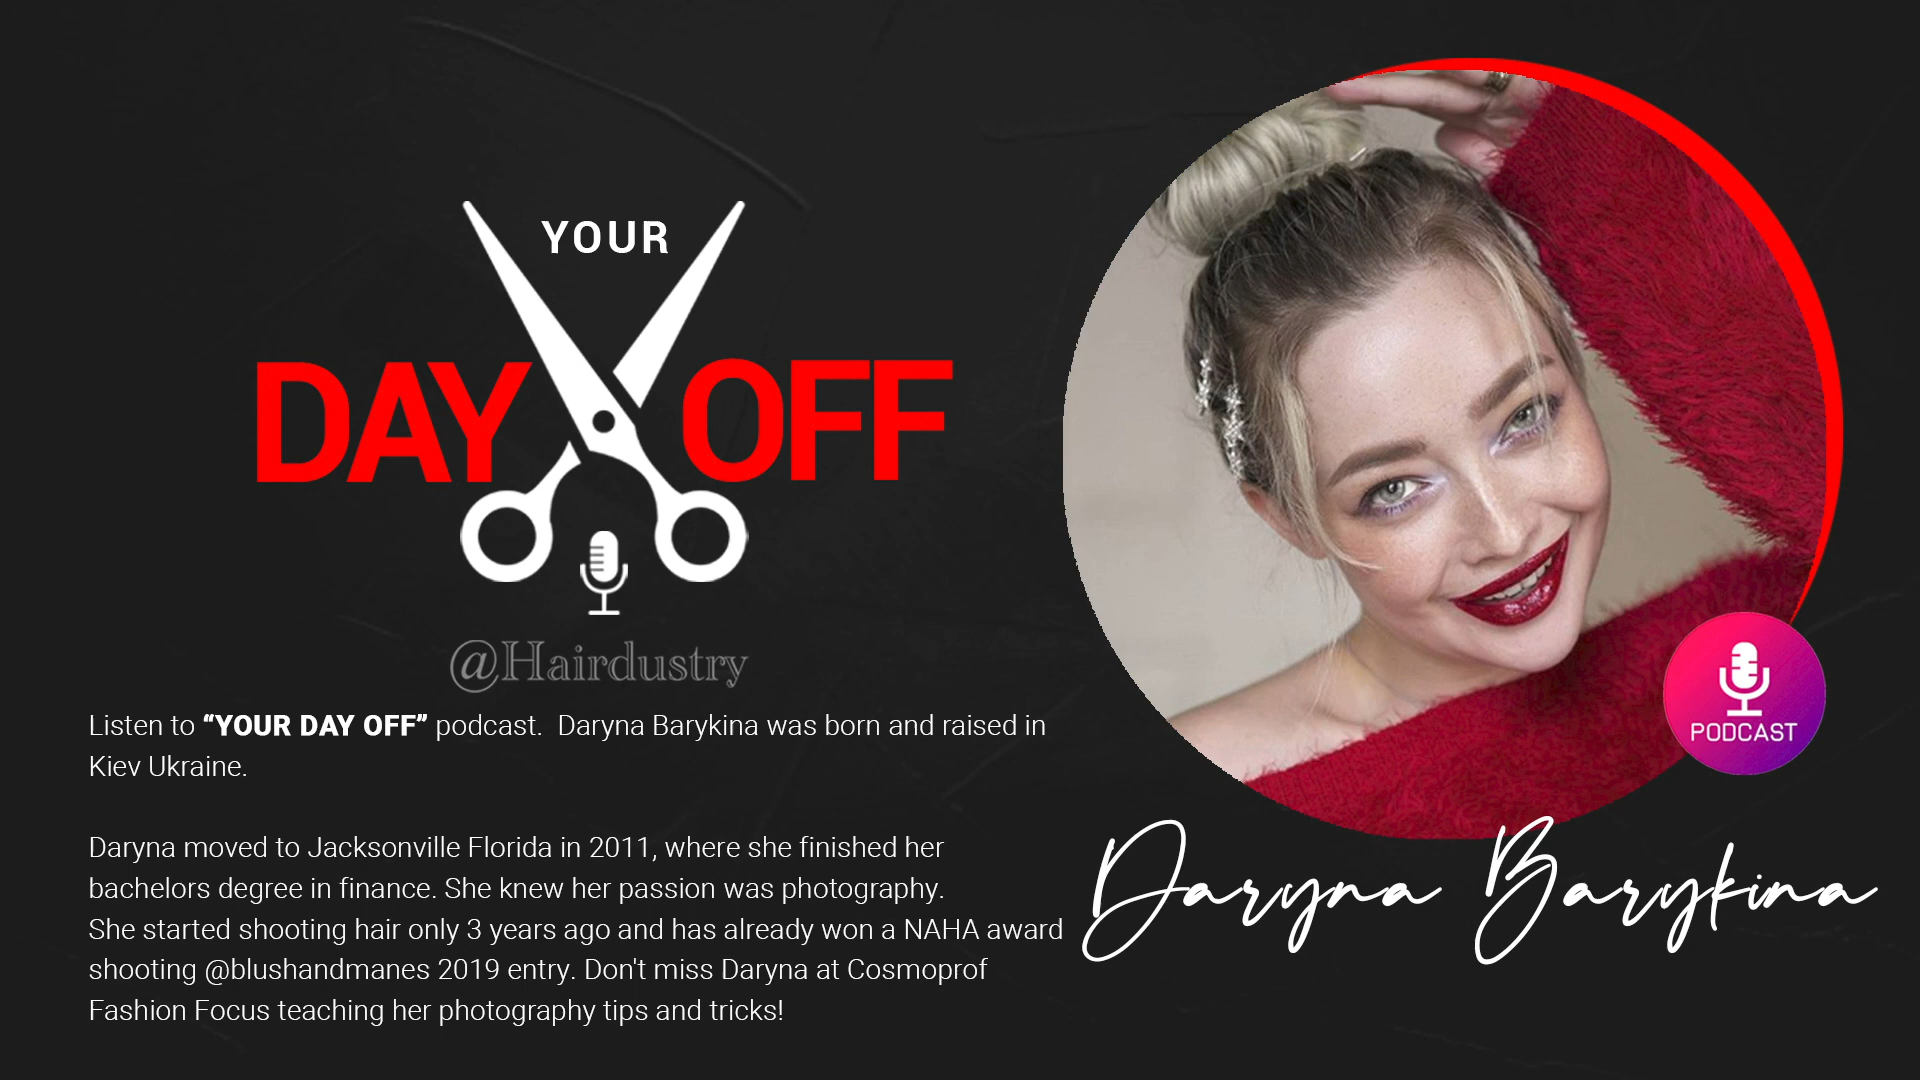 YOUR
DAY OFF
@Hairdustry
Listen to “YOUR DAY OFF” podcast.  Daryna Barykina was born and raised in
Kiev Ukraine.
Daryna moved to Jacksonville Florida in 2011, where she finished her
bachelors degree in finance. She knew her passion was photography.
She started shooting hair only 3 years ago and has already won a NAHA award
shooting @blushandmanes 2019 entry. Don't miss Daryna at Cosmoprof
Fashion Focus teaching her photography tips and tricks!
PODCAST
Daryna Barykina